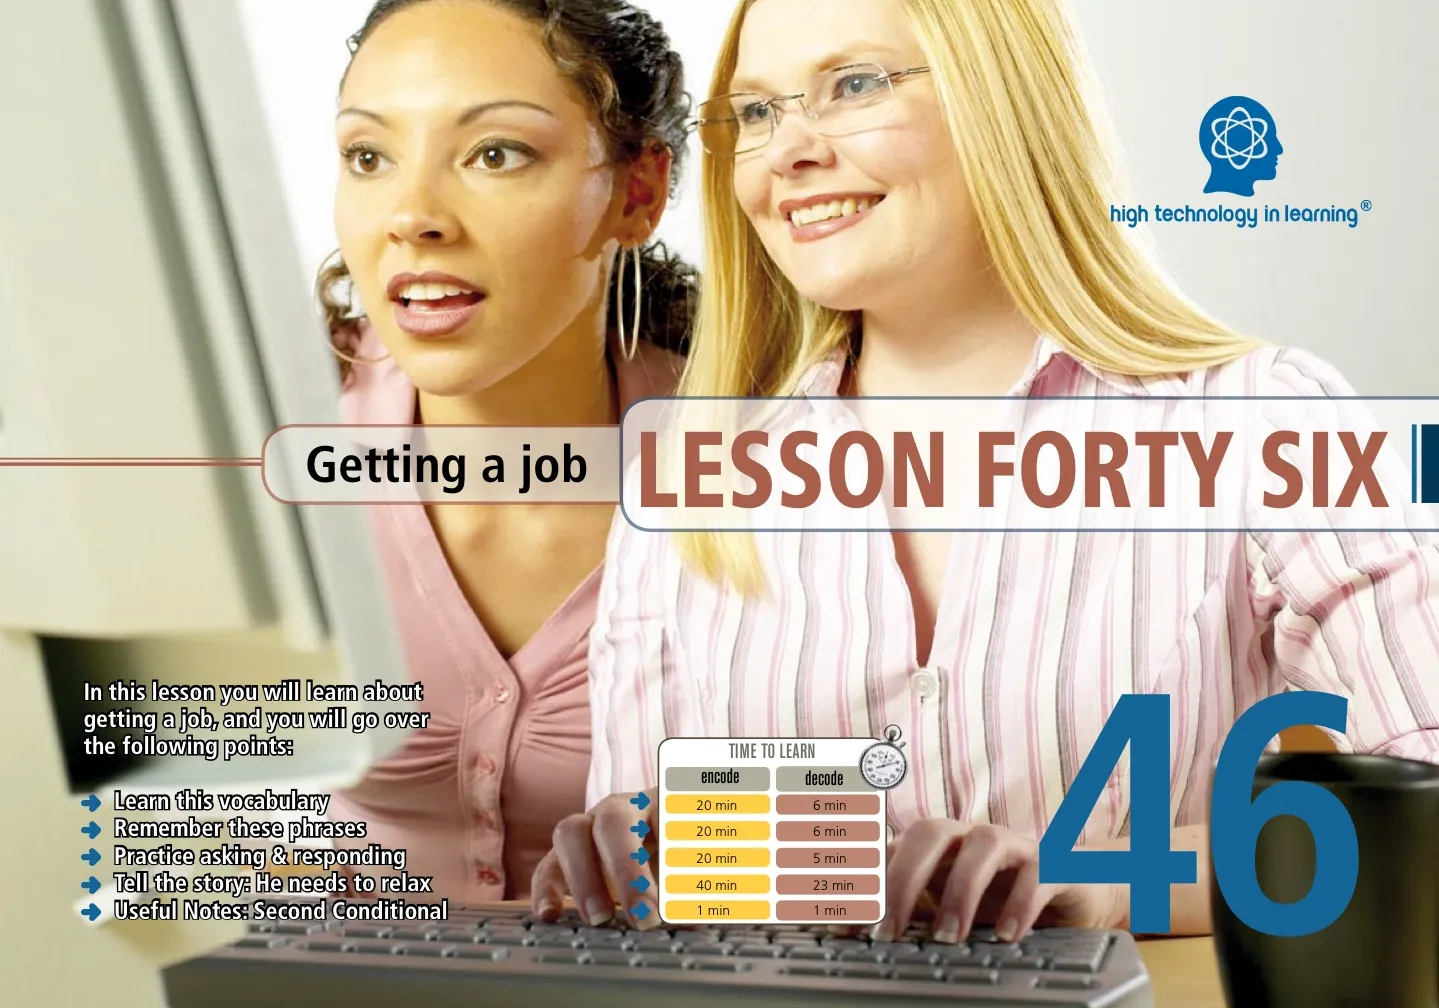 high technology in learning®
Getting a job
LESSON FORTY SIX
In this lesson you will learn about
getting a job, and you will go over
the following points:
Learn this vocabulary
Remember these phrases
Practice asking & responding
Tell the story: He needs to relax
Useful Notes: Second Conditional
TIME TO LEARN
encode decode
20 min 6 min
20 min 6 min
20 min 5 min
40 min 23 min
1 min 1 min
46